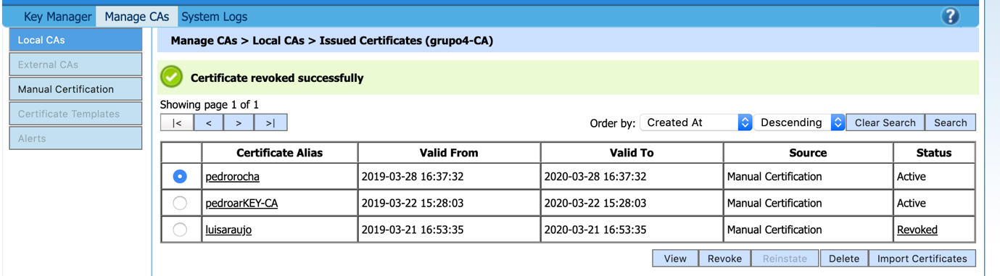 Key Manager Manage CAs System Logs ?
Local CAs
External CAs
Manual Certification
Certificate Templates
Alerts
Manage CAs > Local CAs > Issued Certificates (grupo4-CA)
Certificate revoked successfully
Showing page 1 of 1
|< < > >| Order by: Created At Descending Clear Search Search
Certificate Alias Valid From Valid To Source Status
pedrorocha 2019-03-28 16:37:32 2020-03-28 16:37:32 Manual Certification Active
pedroarKEY-CA 2019-03-22 15:28:03 2020-03-22 15:28:03 Manual Certification Active
luisaraujo 2019-03-21 16:53:35 2020-03-21 16:53:35 Manual Certification Revoked
View Revoke Reinstate Delete Import Certificates